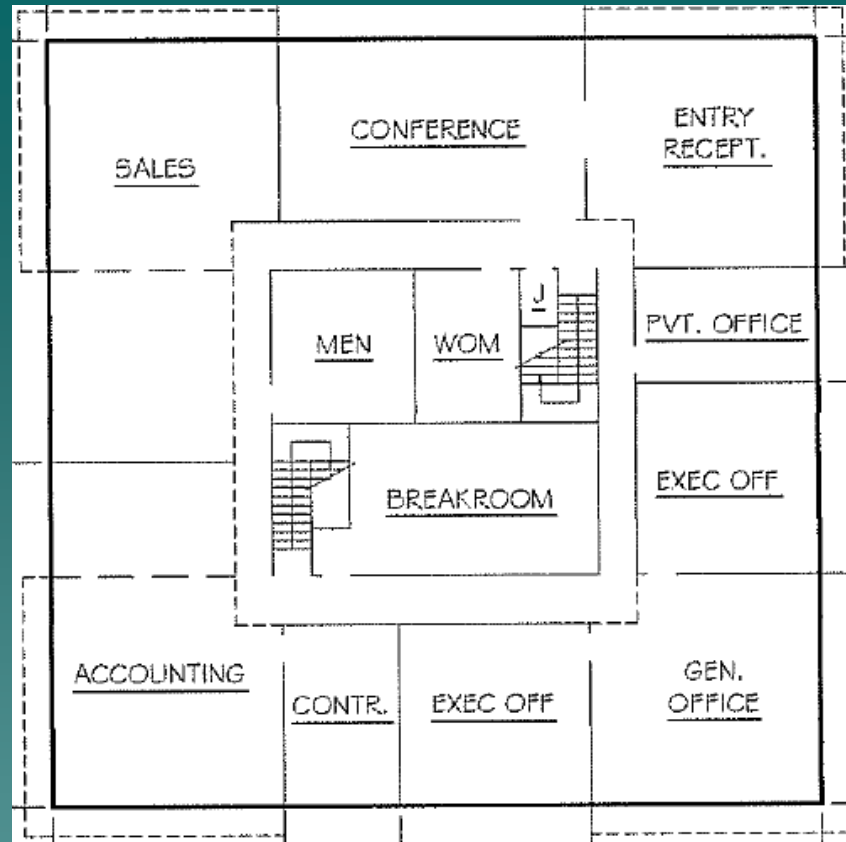 CONFERENCE
ENTRY
RECEPT.
SALES
J
PVT. OFFICE
MEN
WOM
EXEC OFF
BREAKROOM
ACCOUNTING
CONTR.
EXEC OFF
GEN.
OFFICE